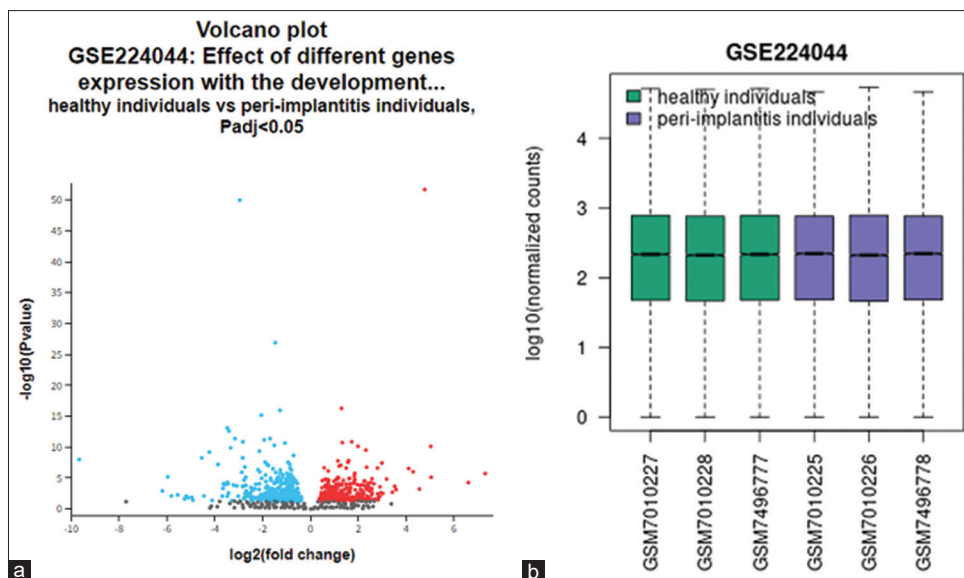 Volcano plot
GSE224044: Effect of different genes
expression with the development...
healthy individuals vs peri-implantitis individuals,
Padj<0.05
-log10(Pvalue)
50
45
40
35
30
25
20
15
10
5
0
-10 -8 -6 -4 -2 0 2 4 6
log2(fold change)
a
GSE224044
healthy individuals
peri-implantitis individuals
log10(normalized counts)
4
3
2
1
0
GSM7010227
GSM7010228
GSM7496777
GSM7010225
GSM7010226
GSM7496778
b